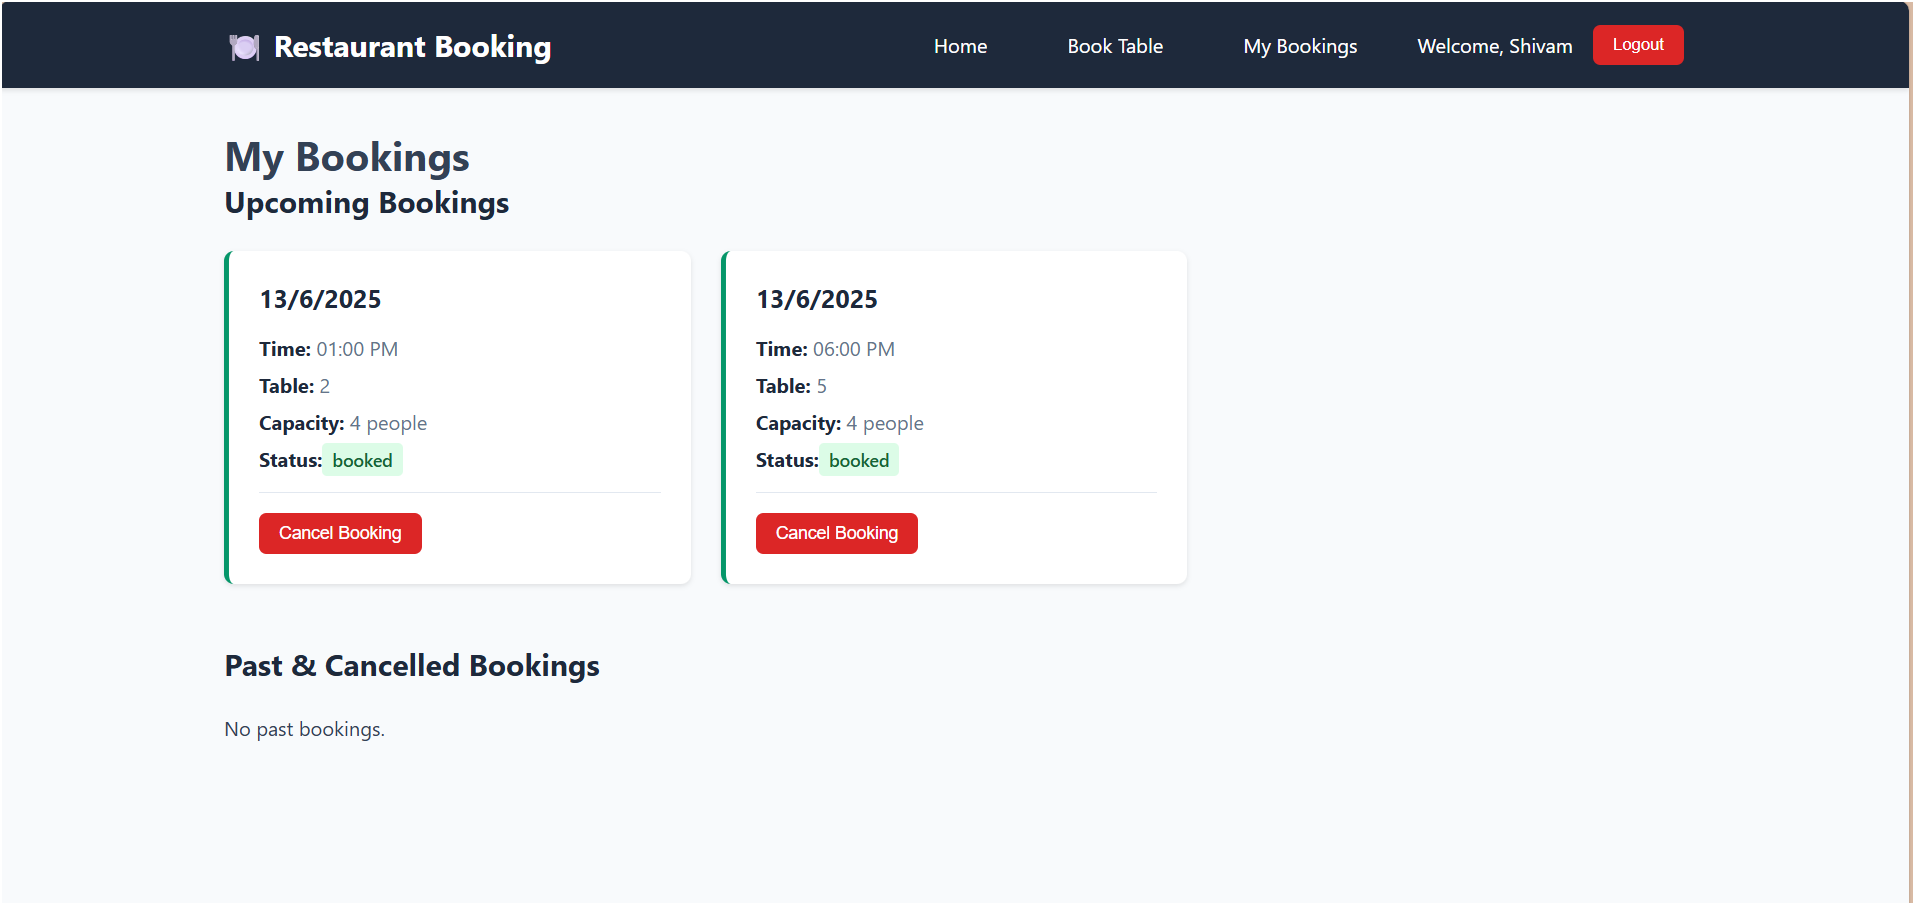 Restaurant Booking
Home
Book Table
My Bookings
Welcome, Shivam
Logout
My Bookings
Upcoming Bookings
13/6/2025
Time: 01:00 PM
Table: 2
Capacity: 4 people
Status: booked
Cancel Booking
13/6/2025
Time: 06:00 PM
Table: 5
Capacity: 4 people
Status: booked
Cancel Booking
Past & Cancelled Bookings
No past bookings.